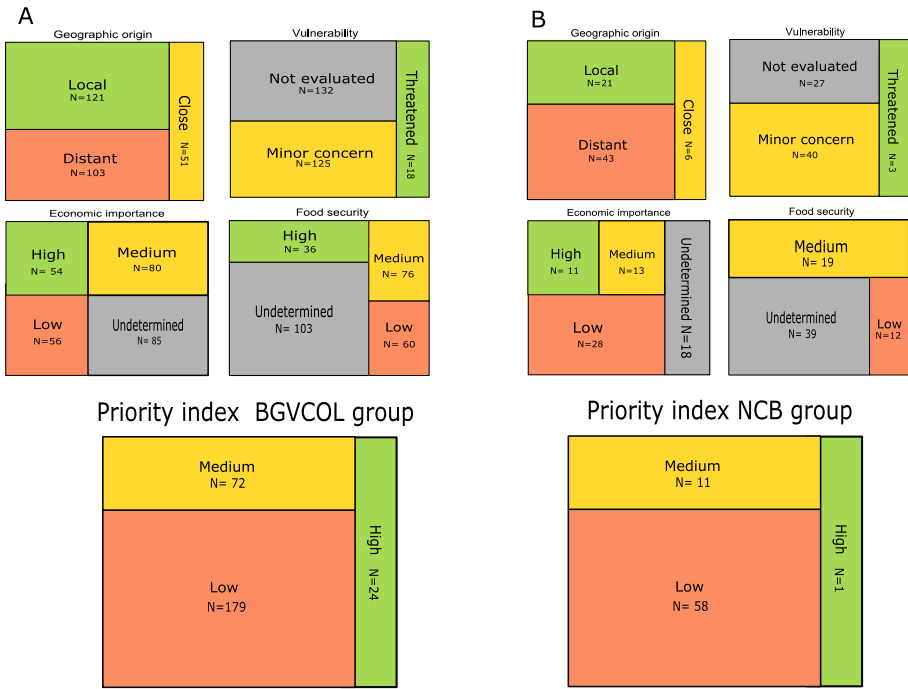 A
Geographic origin
Local
N=121
Distant
N=103
Close
N=51
Vulnerability
Not evaluated
N=132
Minor concern
N=125
Threatened
N=18
Economic importance
High
N= 54
Medium
N=80
Low
N=56
Undetermined
N= 85
Food security
High
N= 36
Medium
N= 76
Undetermined
N= 103
Low
N= 60
Priority index BGVCOL group
Medium
N= 72
Low
N=179
High N=24
B
Geographic origin
Local
N=21
Distant
N=43
Close
N=6
Vulnerability
Not evaluated
N=27
Minor concern
N=40
Threatened
N=3
Economic importance
High
N= 11
Medium
N=13
Low
N=28
Undetermined N=18
Food security
Medium
N= 19
Undetermined
N= 39
Low
N=12
Priority index NCB group
Medium
N= 11
Low
N= 58
High N=1